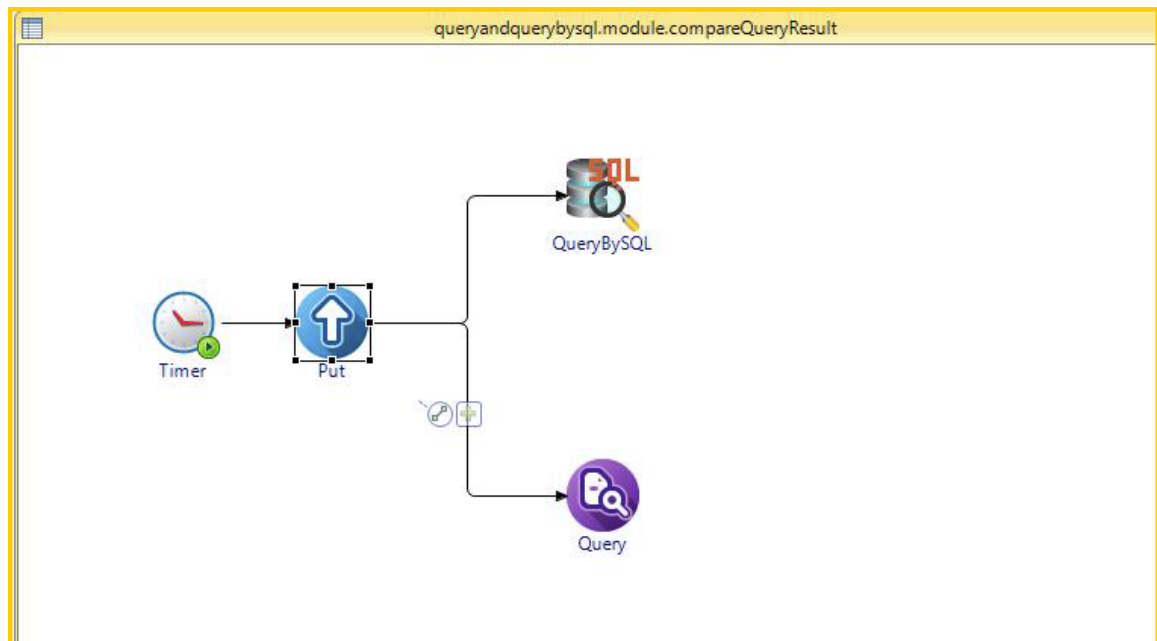 queryandquerybysql.module.compareQueryResult
SQL
QueryBySQL
Timer
Put
Query